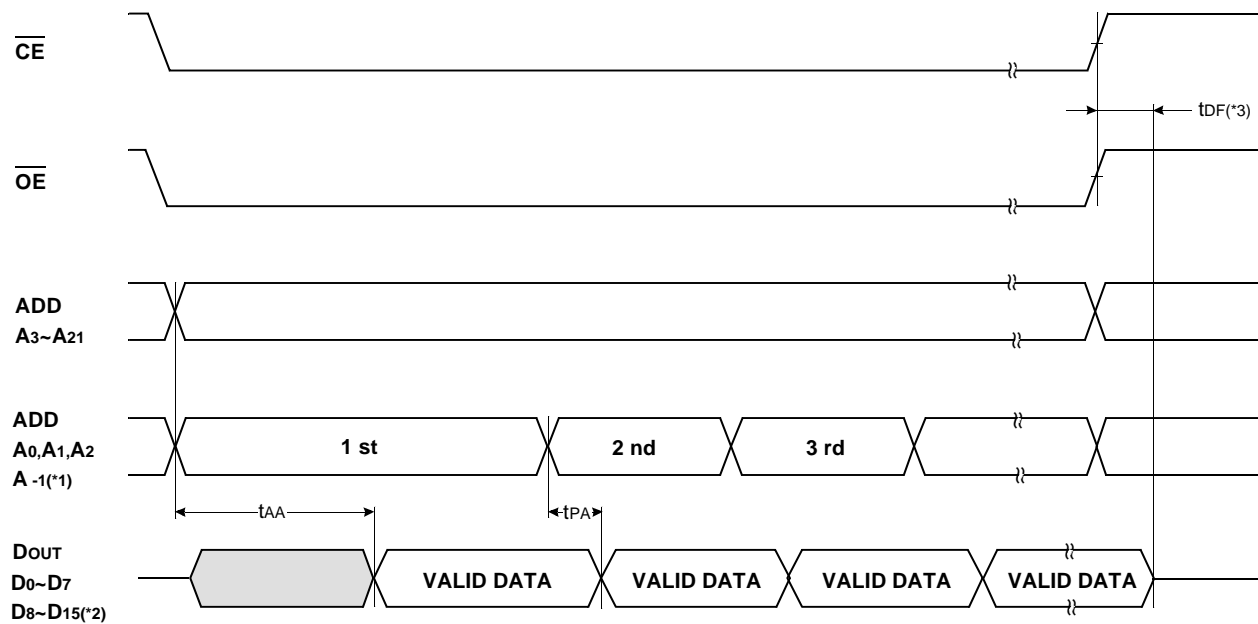 CE
tDF(*3)
OE
ADD
A3~A21
ADD
A0,A1,A2
A -1(*1)
1 st
2 nd
3 rd
tAA
tPA
DOUT
D0~D7
D8~D15(*2)
VALID DATA
VALID DATA
VALID DATA
VALID DATA